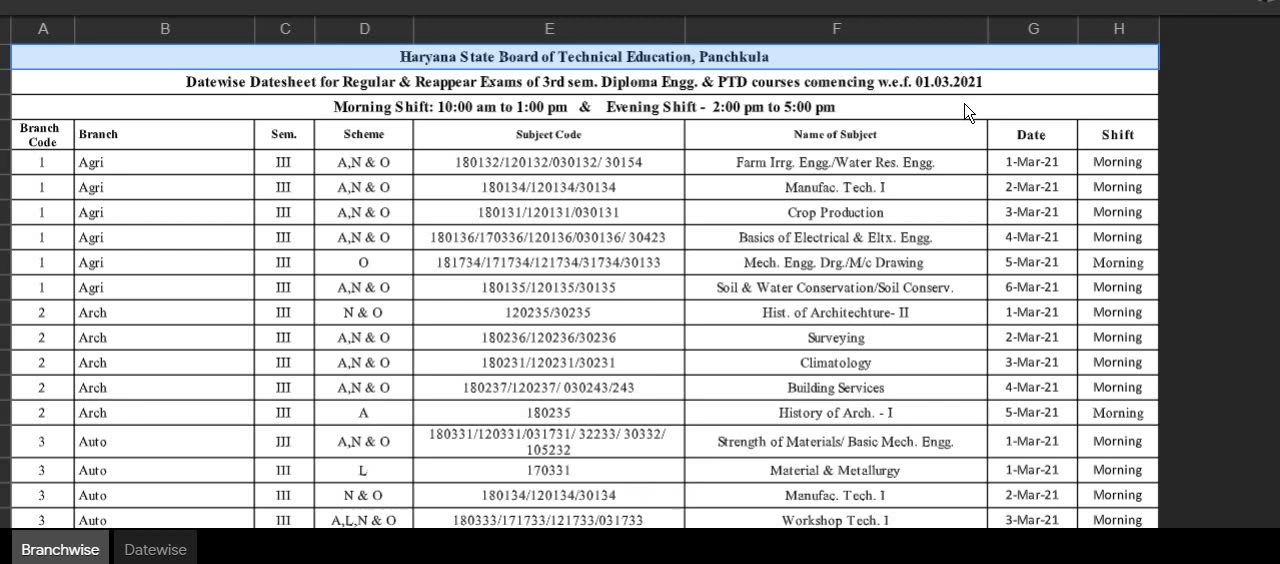 A B C D E F G H
Haryana State Board of Technical Education, Panchkula
Datewise Datesheet for Regular & Reappear Exams of 3rd sem. Diploma Engg. & PTD courses comencing w.e.f. 01.03.2021
Morning Shift: 10:00 am to 1:00 pm & Evening Shift - 2:00 pm to 5:00 pm
Branch Code Branch Sem. Scheme Subject Code Name of Subject Date Shift
1 Agri III A,N & O 180132/120132/030132/ 30154 Farm Irrg. Engg./Water Res. Engg. 1-Mar-21 Morning
1 Agri III A,N & O 180134/120134/30134 Manufac. Tech. I 2-Mar-21 Morning
1 Agri III A,N & O 180131/120131/030131 Crop Production 3-Mar-21 Morning
1 Agri III A,N & O 180136/170336/120136/030136/ 30423 Basics of Electrical & Eltx. Engg. 4-Mar-21 Morning
1 Agri III O 181734/171734/121734/31734/30133 Mech. Engg. Drg./M/c Drawing 5-Mar-21 Morning
1 Agri III A,N & O 180135/120135/30135 Soil & Water Conservation/Soil Conserv. 6-Mar-21 Morning
2 Arch III N & O 120235/30235 Hist. of Architechture- II 1-Mar-21 Morning
2 Arch III A,N & O 180236/120236/30236 Surveying 2-Mar-21 Morning
2 Arch III A,N & O 180231/120231/30231 Climatology 3-Mar-21 Morning
2 Arch III A,N & O 180237/120237/ 030243/243 Building Services 4-Mar-21 Morning
2 Arch III A 180235 History of Arch. - I 5-Mar-21 Morning
3 Auto III A,N & O 180331/120331/031731/ 32233/ 30332/ 105232 Strength of Materials/ Basic Mech. Engg. 1-Mar-21 Morning
3 Auto III L 170331 Material & Metallurgy 1-Mar-21 Morning
3 Auto III N & O 180134/120134/30134 Manufac. Tech. I 2-Mar-21 Morning
3 Auto III A,L,N & O 180333/171733/121733/031733 Workshop Tech. I 3-Mar-21 Morning
Branchwise Datewise